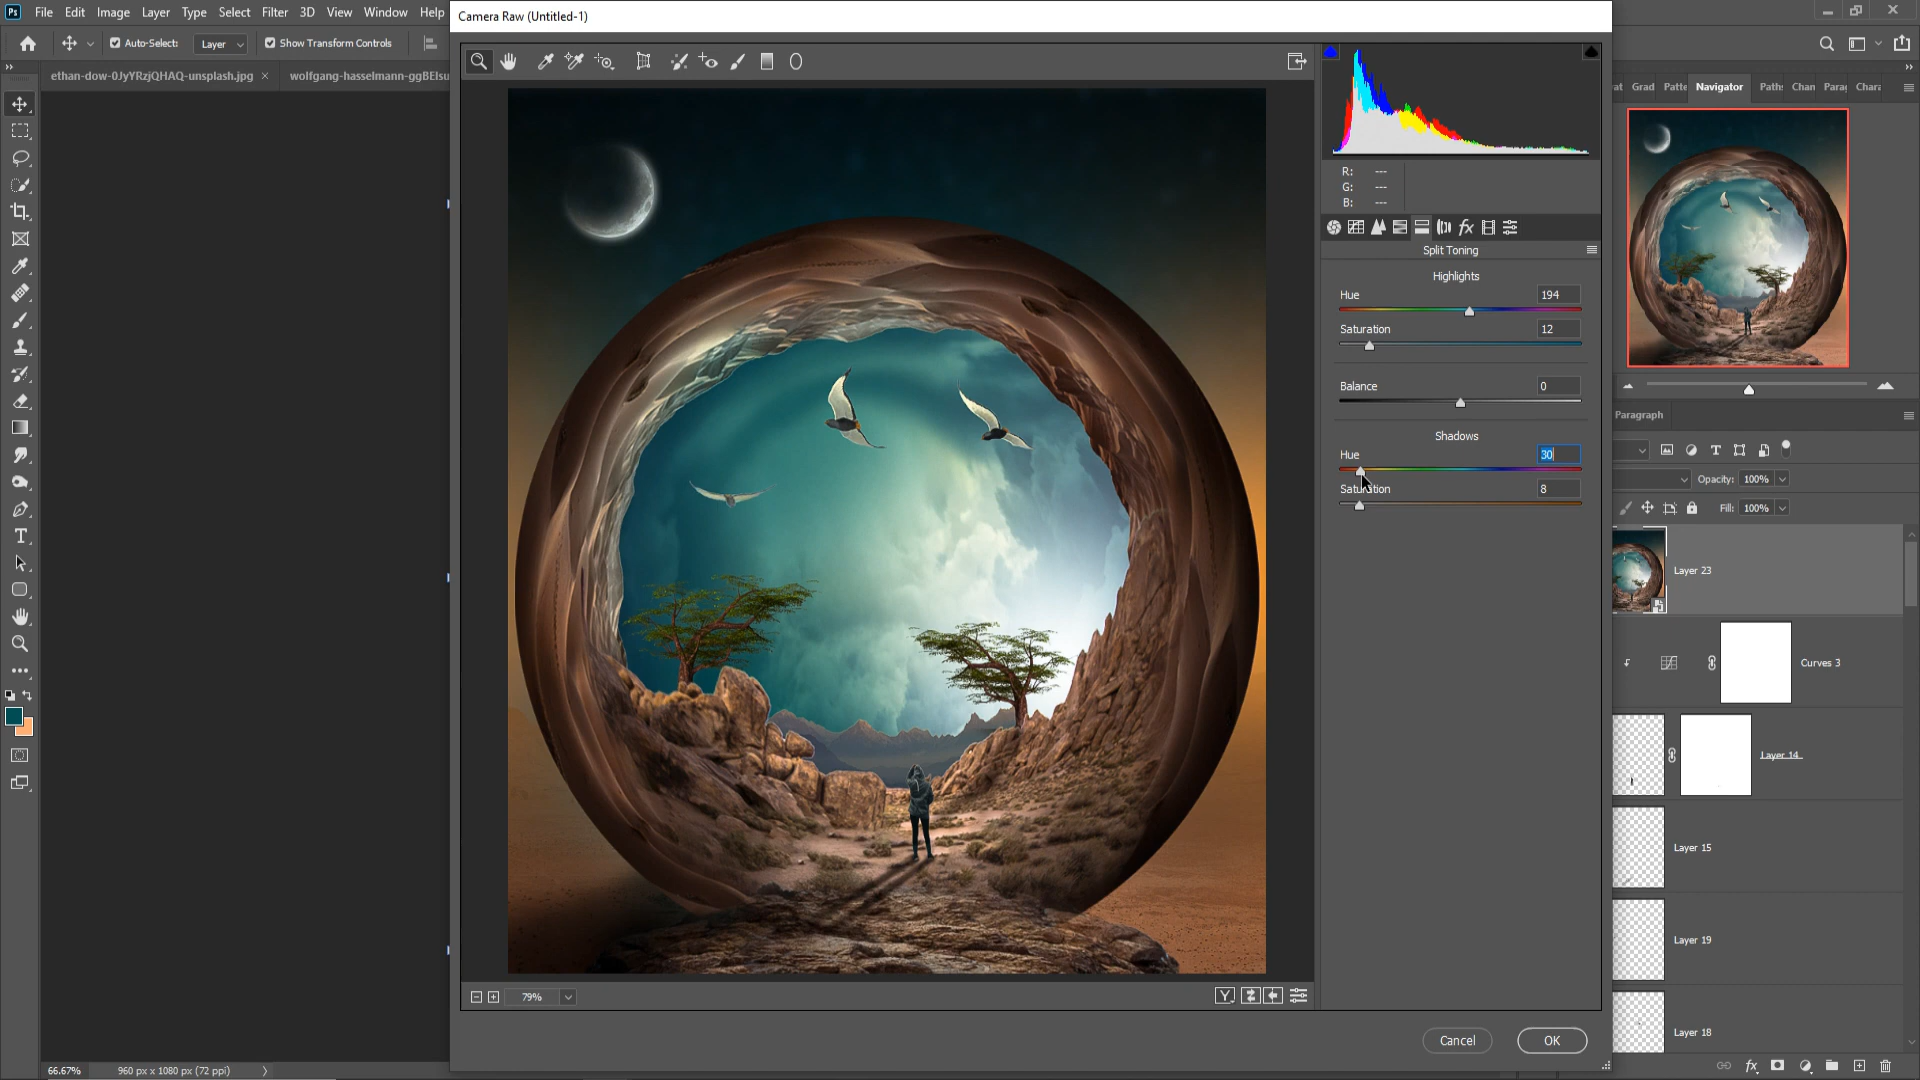 Ps File Edit Image Layer Type Select Filter 3D View Window Help
Camera Raw (Untitled-1)
Auto-Select: Layer Show Transform Controls
ethan-dow-0JyYRzjQHAQ-unsplash.jpg × wolfgang-hasselmann-ggBEIsu
Grad Patte Navigator Paths Chan Parag Chara
R: ---
G: ---
B: ---
Split Toning
Highlights
Hue 194
Saturation 12
Balance 0
Shadows
Hue 30
Saturation 8
Paragraph
Opacity: 100%
Fill: 100%
Layer 23
Curves 3
Layer 14
Layer 15
Layer 19
Layer 18
79%
Y
Cancel OK
66.67% 960 px x 1080 px (72 ppi)
fx